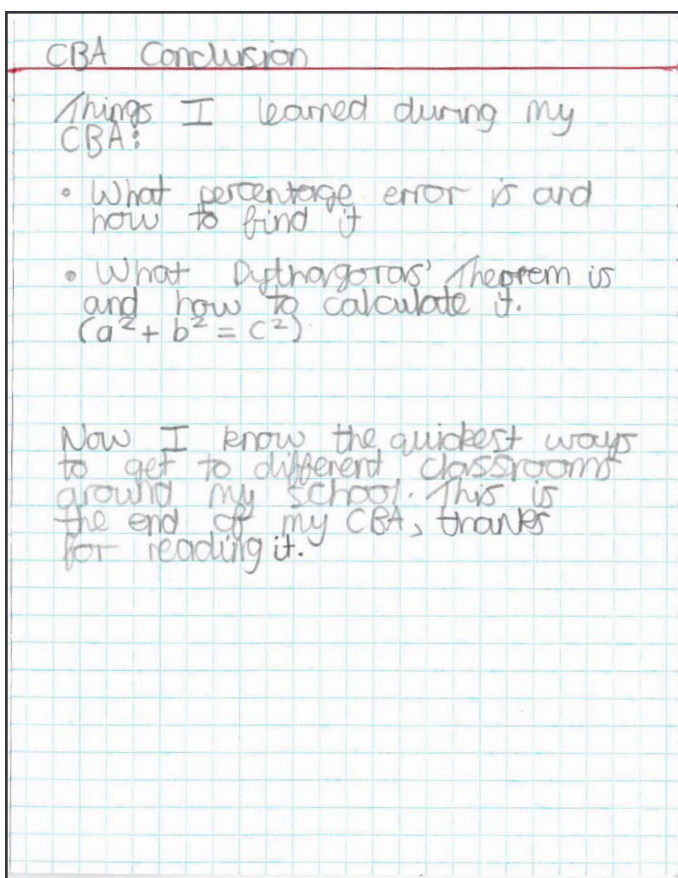 CBA Conclusion
Things I learned during my
CBA:
• What percentage error is and
how to find it
• What Pythagoras' Theorem is
and how to calculate it.
(a² + b² = c²)
Now I know the quickest ways
to get to different classrooms
around my school. This is
the end of my CBA, thanks
for reading it.